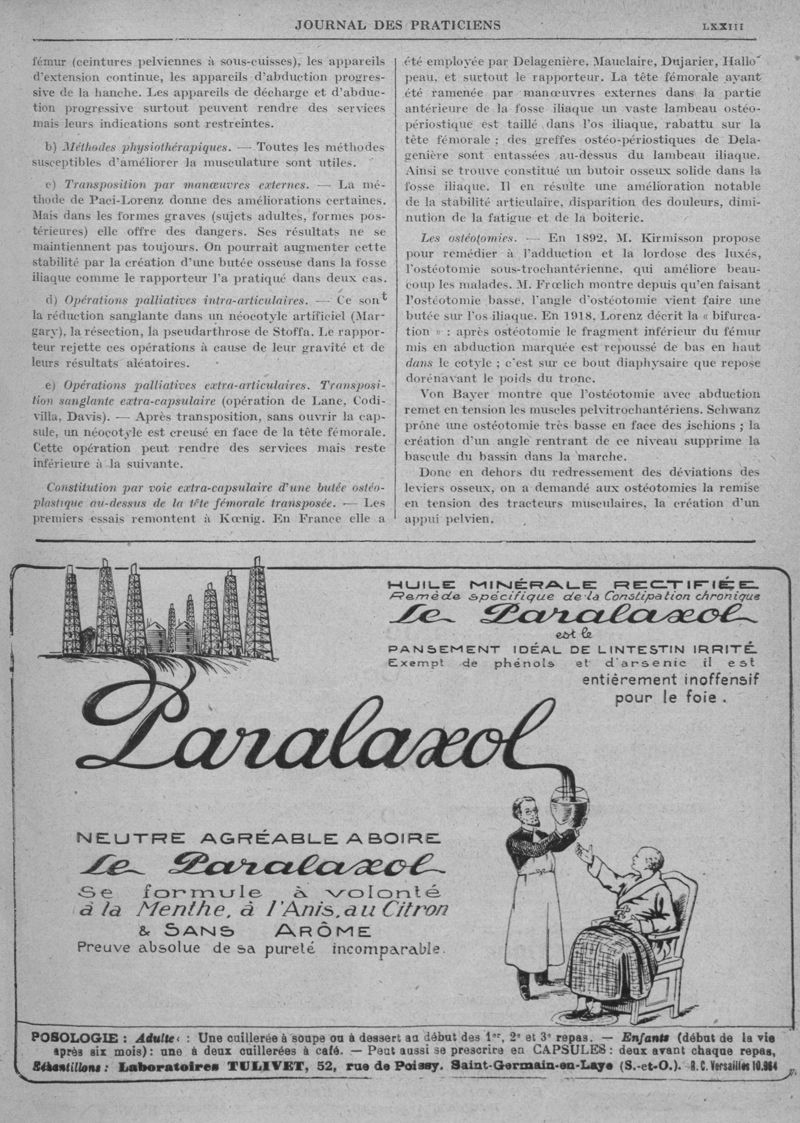 JOURNAL DES PRATICIENS LXXIII
fémur (ceintures pelviennes à sous-cuisses), les appareils
d'extension continue, les appareils d'abduction progres-
sive de la hanche. Les appareils de décharge et d'abduc-
tion progressive surtout peuvent rendre des services
mais leurs indications sont restreintes.
b) Méthodes physiothérapiques. — Toutes les méthodes
susceptibles d'améliorer la musculature sont utiles.
c) Transposition par manœuvres externes. — La mé-
thode de Paci-Lorenz donne des améliorations certaines.
Mais dans les formes graves (sujets adultes, formes pos-
térieures) elle offre des dangers. Ses résultats ne se
maintiennent pas toujours. On pourrait augmenter cette
stabilité par la création d'une butée osseuse dans la fosse
iliaque comme le rapporteur l'a pratiqué dans deux cas.
d) Opérations palliatives intra-articulaires. — Ce sont
la réduction sanglante dans un néocotyle artificiel (Mar-
gary), la résection, la pseudarthrose de Stoffa. Le rappor-
teur rejette ces opérations à cause de leur gravité et de
leurs résultats aléatoires.
e) Opérations palliatives extra-articulaires. Transposi-
tion sanglante extra-capsulaire (opération de Lane, Codi-
villa, Davis). — Après transposition, sans ouvrir la cap-
sule, un néocotyle est creusé en face de la tête fémorale.
Cette opération peut rendre des services mais reste
inférieure à la suivante.
Constitution par voie extra-capsulaire d'une butée ostéo-
plastique au-dessus de la tête fémorale transposée. — Les
premiers essais remontent à Kœnig. En France elle a
été employée par Delagenière, Mauclaire, Dujarier, Hallo
peau, et surtout le rapporteur. La tête fémorale ayant
été ramenée par manœuvres externes dans la partie
antérieure de la fosse iliaque un vaste lambeau ostéo-
périostique est taillé dans l'os iliaque, rabattu sur la
tête fémorale ; des greffes ostéo-périostiques de Dela-
genière sont entassées au-dessus du lambeau iliaque.
Ainsi se trouve constitué un butoir osseux solide dans la
fosse iliaque. Il en résulte une amélioration notable
de la stabilité articulaire, disparition des douleurs, dimi-
nution de la fatigue et de la boiterie.
Les ostéotomies. — En 1892, M. Kirmisson propose
pour remédier à l'adduction et la lordose des luxés,
l'ostéotomie sous-trochantérienne, qui améliore beau-
coup les malades. M. Frœlich montre depuis qu'en faisant
l'ostéotomie basse, l'angle d'ostéotomie vient faire une
butée sur l'os iliaque. En 1918, Lorenz décrit la « bifurca-
tion » : après ostéotomie le fragment inférieur du fémur
mis en abduction marquée est repoussé de bas en haut
dans le cotyle ; c'est sur ce bout diaphysaire que repose
dorénavant le poids du tronc.
Von Bayer montre que l'ostéotomie avec abduction
remet en tension les muscles pelvitrochantériens. Schwanz
prône une ostéotomie très basse en face des ischions ; la
création d'un angle rentrant de ce niveau supprime la
bascule du bassin dans la marche.
Donc en dehors du redressement des déviations des
leviers osseux, on a demandé aux ostéotomies la remise
en tension des tracteurs musculaires, la création d'un
appui pelvien.
HUILE MINÉRALE RECTIFIÉE
Remède spécifique de la Constipation chronique
Le Paralaxol
est le
PANSEMENT IDÉAL DE LINTESTIN IRRITÉ
Exempt de phénols et d'arsenic il est
entièrement inoffensif
pour le foie.
Paralaxol
NEUTRE AGRÉABLE A BOIRE
Le Paralaxol
Se formule à volonté
à la Menthe, à l'Anis, au Citron
& SANS ARÔME
Preuve absolue de sa pureté incomparable.
POSOLOGIE : Adultes : Une cuillerée à soupe ou à dessert au début des 1er, 2e et 3e repas. — Enfants (début de la vie
après six mois) : une à deux cuillerées à café. — Peut aussi se prescrire en CAPSULES : deux avant chaque repas,
Échantillons : Laboratoires TULIVET, 52, rue de Poissy. Saint-Germain-en-Laye (S.-et-O.). R. C. Versailles 10.964